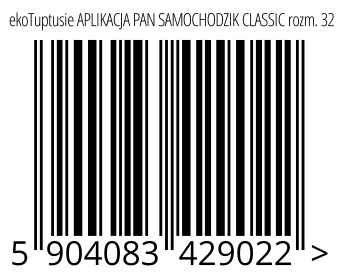 ekoTuptusie APLIKACJA PAN SAMOCHODZIK CLASSIC rozm. 32
5 904083 429022 >